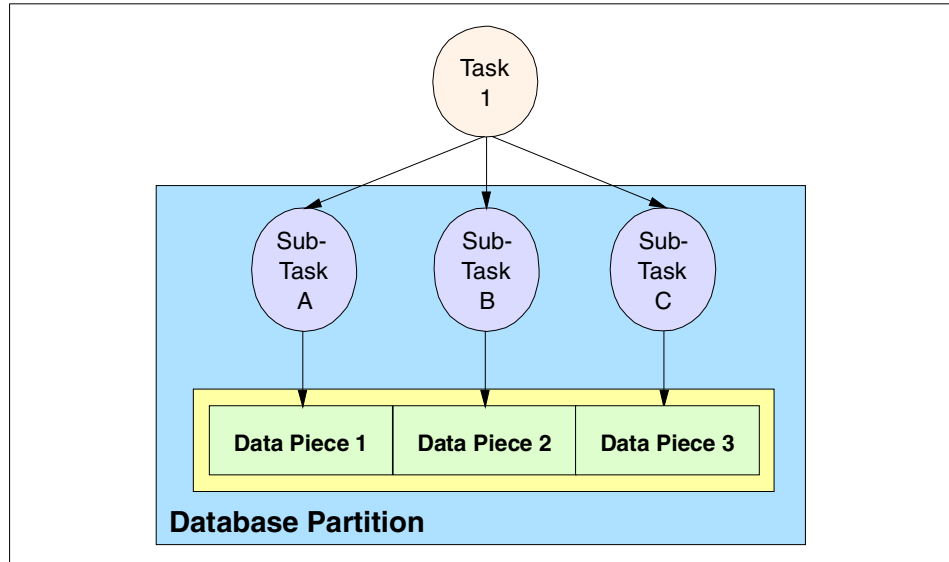 Task
1
Sub-
Task
A
Sub-
Task
B
Sub-
Task
C
Data Piece 1
Data Piece 2
Data Piece 3
Database Partition